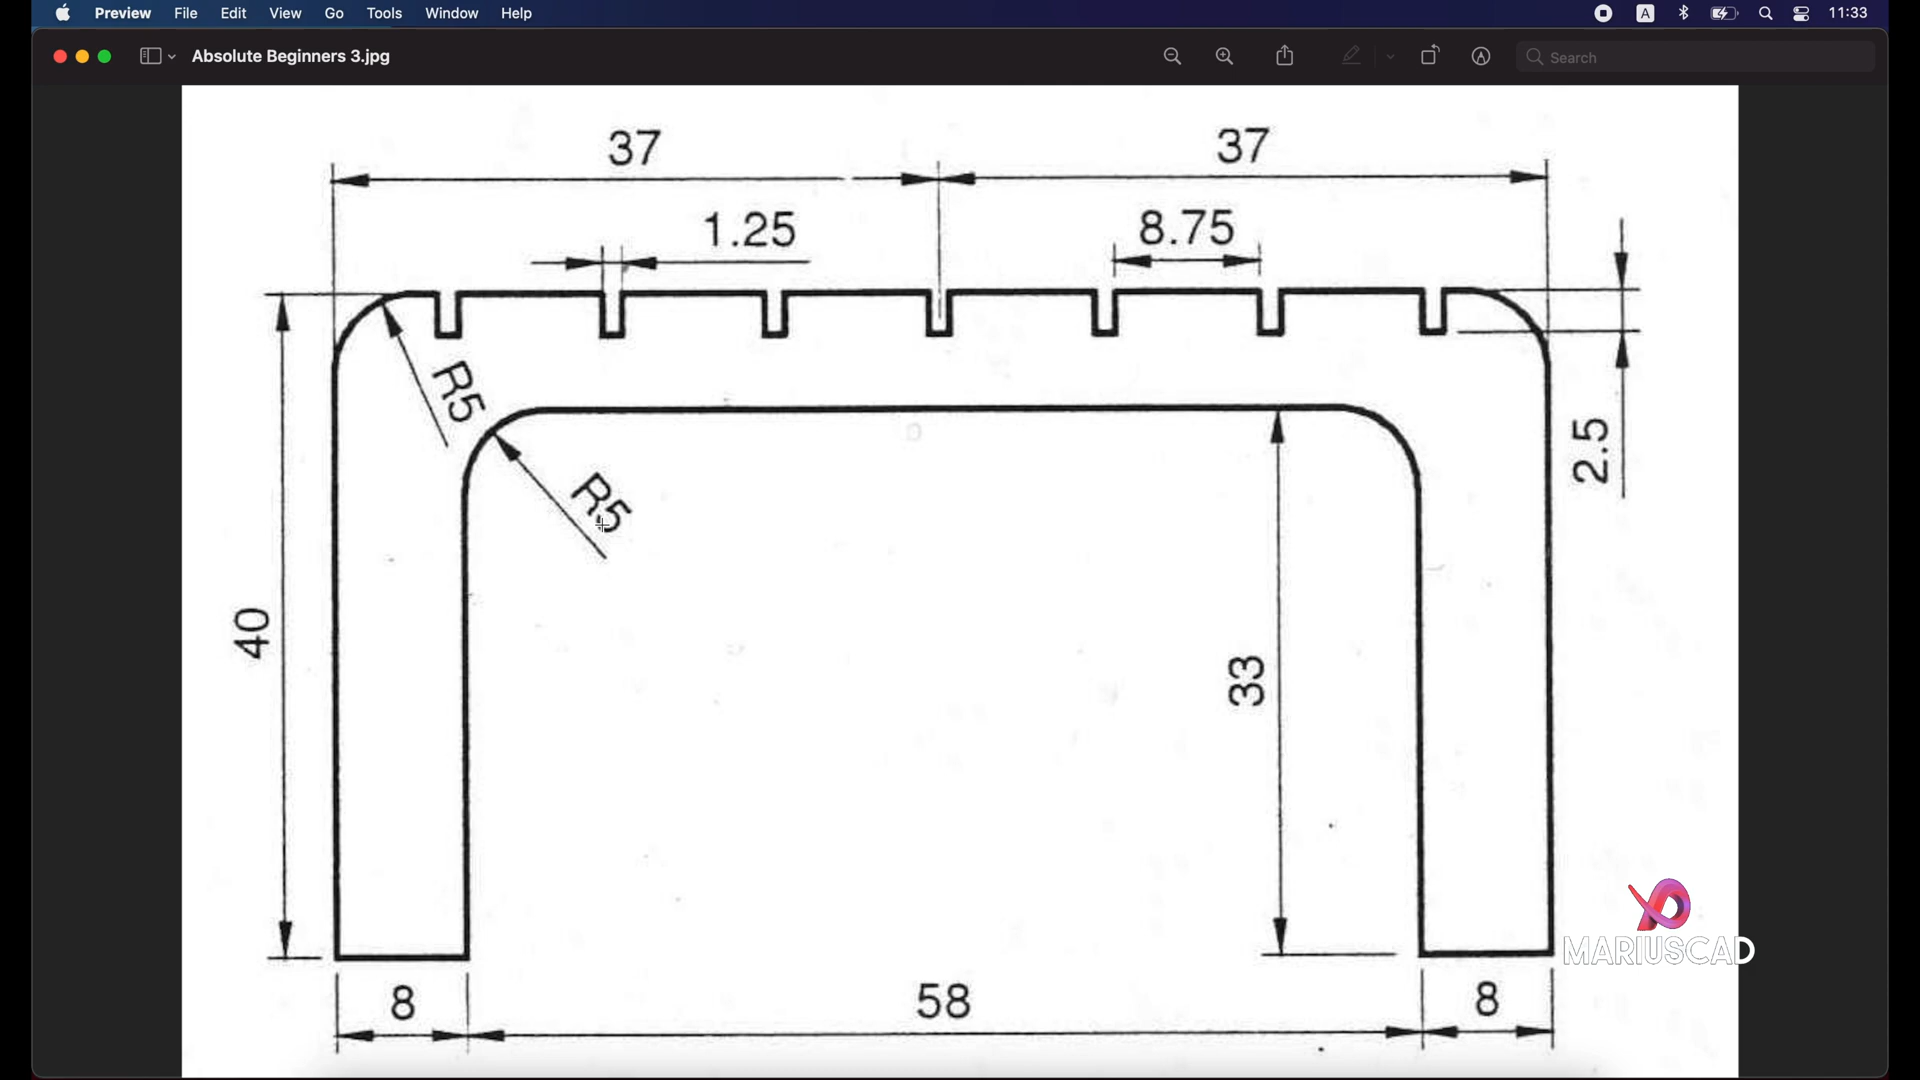 Preview File Edit View Go Tools Window Help A 11:33
Absolute Beginners 3.jpg Search
37 37
1.25 8.75
R5
R5
2.5
40
33
8 58 8
MARIUSCAD